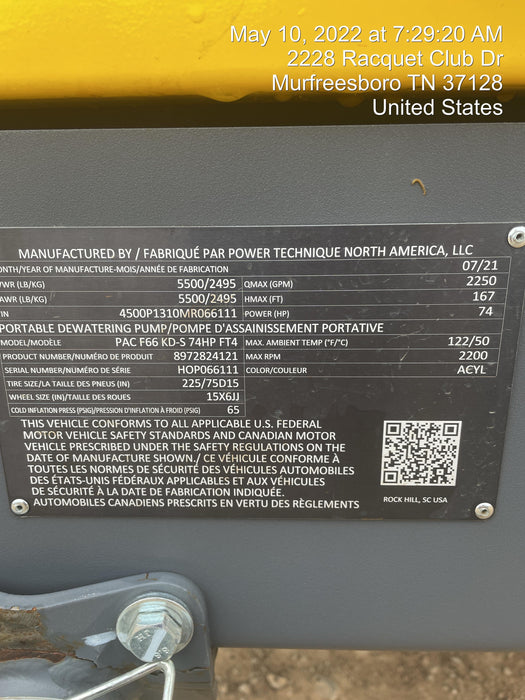 May 10, 2022 at 7:29:20 AM
2228 Racquet Club Dr
Murfreesboro TN 37128
United States
MANUFACTURED BY / FABRIQUÉ PAR POWER TECHNIQUE NORTH AMERICA, LLC
ONTH/YEAR OF MANUFACTURE-MOIS/ANNÉE DE FABRICATION 07/21
VWR (LB/KG) 5500/2495 QMAX (GPM) 2250
AWR (LB/KG) 5500/2495 HMAX (FT) 167
IN 4500P1310MR066111 POWER (HP) 74
PORTABLE DEWATERING PUMP/POMPE D'ASSAINISSEMENT PORTATIVE
MODEL/MODÈLE PAC F66 KD-S 74HP FT4 MAX. AMBIENT TEMP (°F/°C) 122/50
PRODUCT NUMBER/NUMÉRO DE PRODUIT 8972824121 MAX RPM 2200
SERIAL NUMBER/NUMÉRO DE SÉRIE HOP066111 COLOR/COULEUR ACYL
TIRE SIZE/LA TAILLE DES PNEUS (IN) 225/75D15
WHEEL SIZE (IN)/TAILLE DES ROUES 15X6JJ
COLD INFLATION PRESS (PSIG)/PRESSION D'INFLATION À FROID (PSIG) 65
THIS VEHICLE CONFORMS TO ALL APPLICABLE U.S. FEDERAL
MOTOR VEHICLE SAFETY STANDARDS AND CANADIAN MOTOR
VEHICLE PRESCRIBED UNDER THE SAFETY REGULATIONS ON THE
DATE OF MANUFACTURE SHOWN./ CE VÉHICULE CONFORME À
TOUTES LES NORMES DE SÉCURITÉ DES VÉHICULES AUTOMOBILES
DES ÉTATS-UNIS FÉDÉRAUX APPLICABLES ET AUX VÉHICULES
DE SÉCURITÉ À LA DATE DE FABRICATION INDIQUÉE.
AUTOMOBILES CANADIENS PRESCRITS EN VERTU DES RÈGLEMENTS
ROCK HILL, SC USA